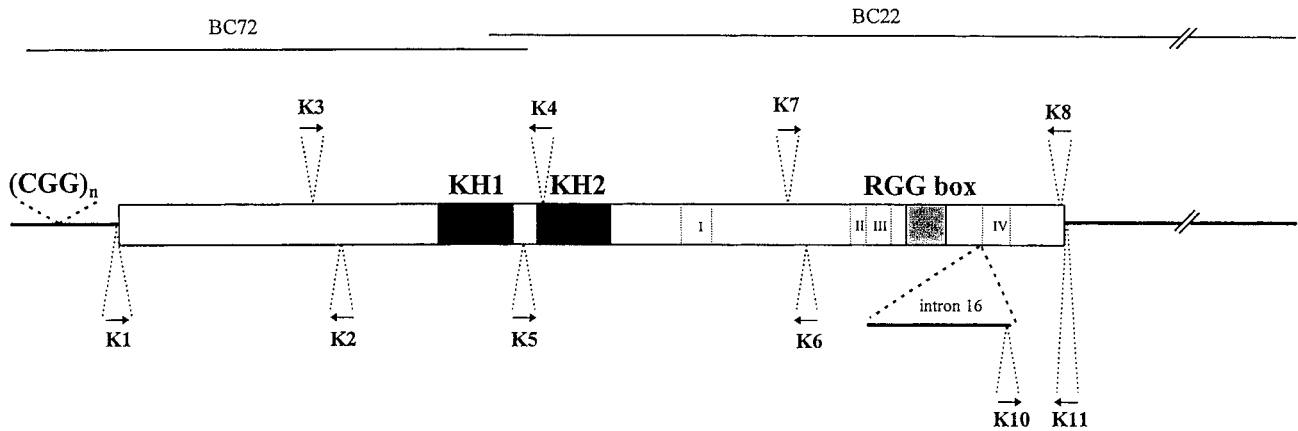 BC72
BC22
K3
K4
K7
K8
(CGG)n
KH1
KH2
RGG box
I
II
III
IV
intron 16
K1
K2
K5
K6
K10
K11